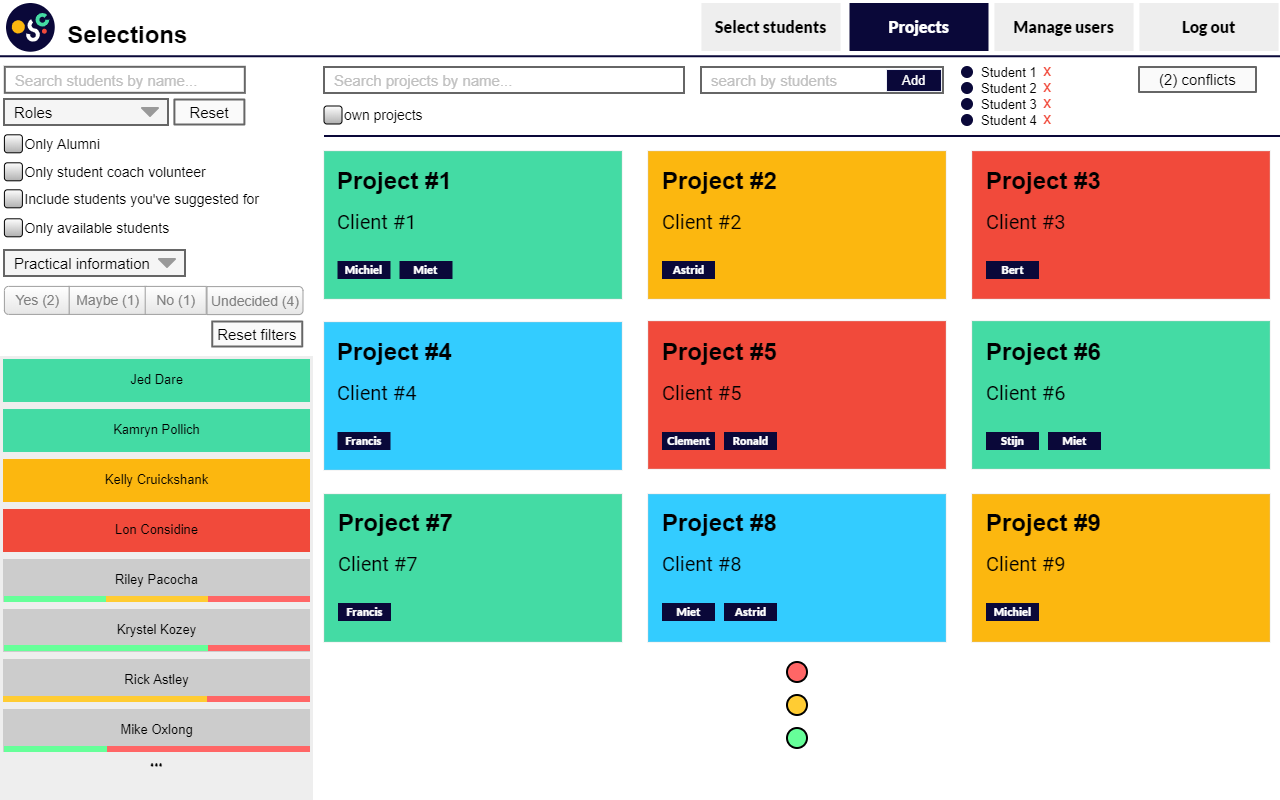 Selections
Select students
Projects
Manage users
Log out
Search students by name...
Roles
Reset
Only Alumni
Only student coach volunteer
Include students you've suggested for
Only available students
Practical information
Yes (2) Maybe (1) No (1) Undecided (4)
Reset filters
Jed Dare
Kamryn Pollich
Kelly Cruickshank
Lon Considine
Riley Pacocha
Krystel Kozey
Rick Astley
Mike Oxlong
...
Search projects by name...
search by students
Add
Student 1 X
Student 2 X
Student 3 X
Student 4 X
(2) conflicts
own projects
Project #1
Client #1
Michiel Miet
Project #2
Client #2
Astrid
Project #3
Client #3
Bert
Project #4
Client #4
Francis
Project #5
Client #5
Clement Ronald
Project #6
Client #6
Stijn Miet
Project #7
Client #7
Francis
Project #8
Client #8
Miet Astrid
Project #9
Client #9
Michiel